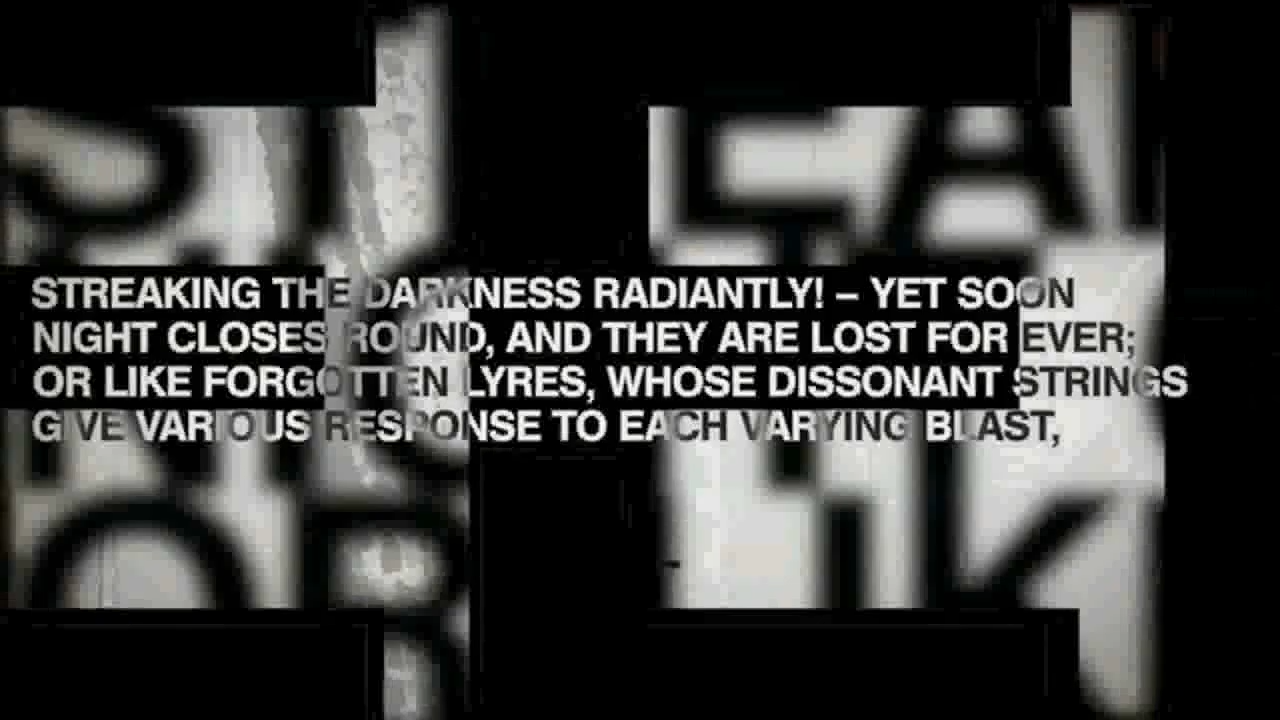 STREAKING THE DARKNESS RADIANTLY! – YET SOON
NIGHT CLOSES ROUND, AND THEY ARE LOST FOR EVER;
OR LIKE FORGOTTEN LYRES, WHOSE DISSONANT STRINGS
GIVE VARIOUS RESPONSE TO EACH VARYING BLAST,